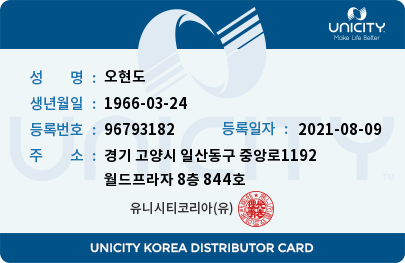 UNICITY
Make Life Better
성 명 : 오현도
생년월일 : 1966-03-24
등록번호 : 96793182 등록일자 : 2021-08-09
주 소 : 경기 고양시 일산동구 중앙로1192
월드프라자 8층 844호
유니시티코리아(유)
UNICITY
UNICITY KOREA DISTRIBUTOR CARD